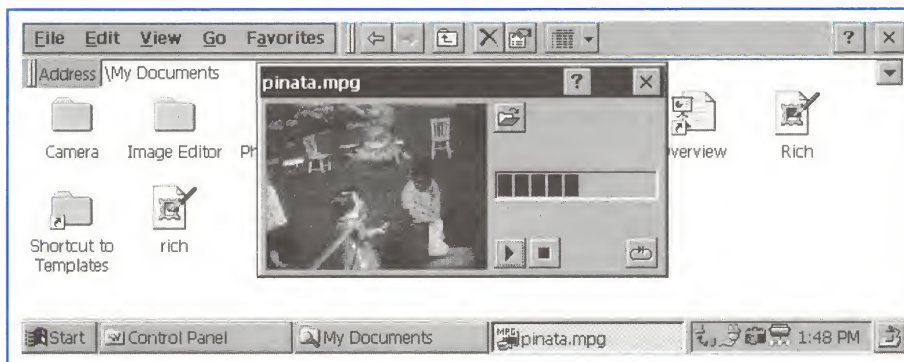 File Edit View Go Favorites ? ×
Address \My Documents
pinata.mpg ? ×
Camera Image Editor Rich
Shortcut to Templates rich
Start Control Panel My Documents MPG pinata.mpg 1:48 PM